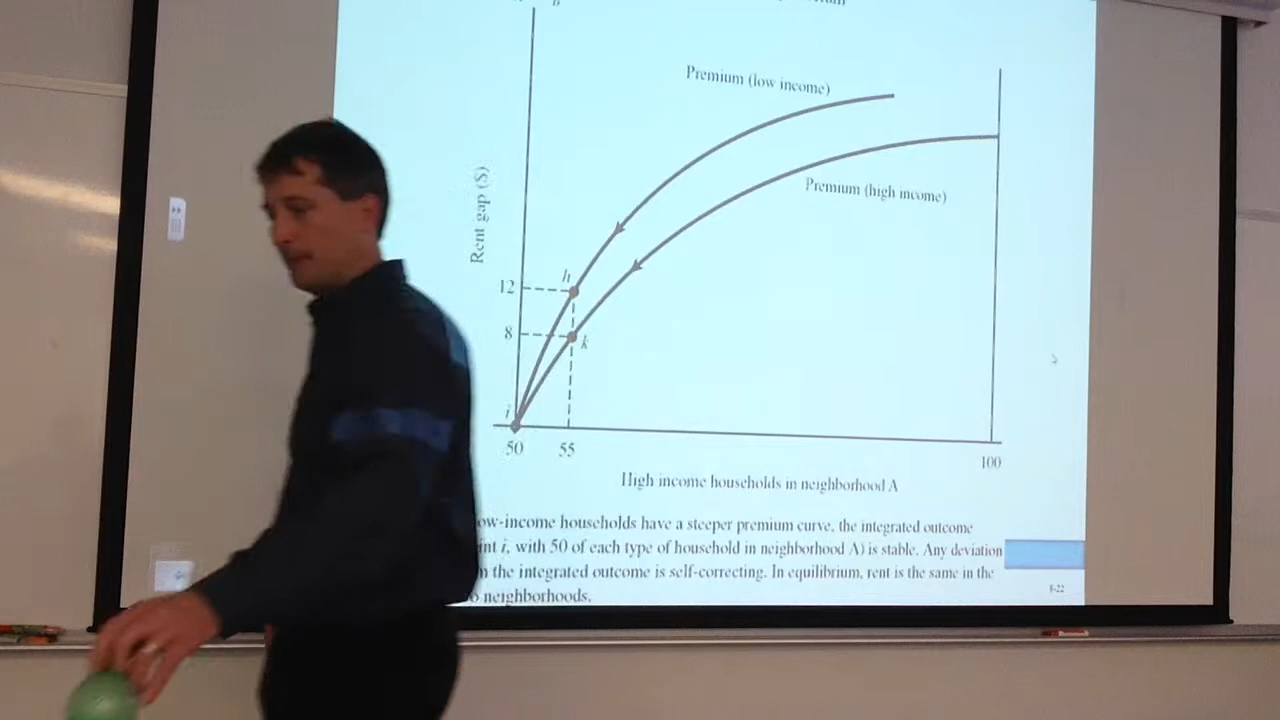 Premium (low income)
Premium (high income)
Rent gap ($)
12
h
8
k
i
50
55
100
High income households in neighborhood A
ow-income households have a steeper premium curve, the integrated outcome
int i, with 50 of each type of household in neighborhood A) is stable. Any deviation
the integrated outcome is self-correcting. In equilibrium, rent is the same in the
neighborhoods.
8-22